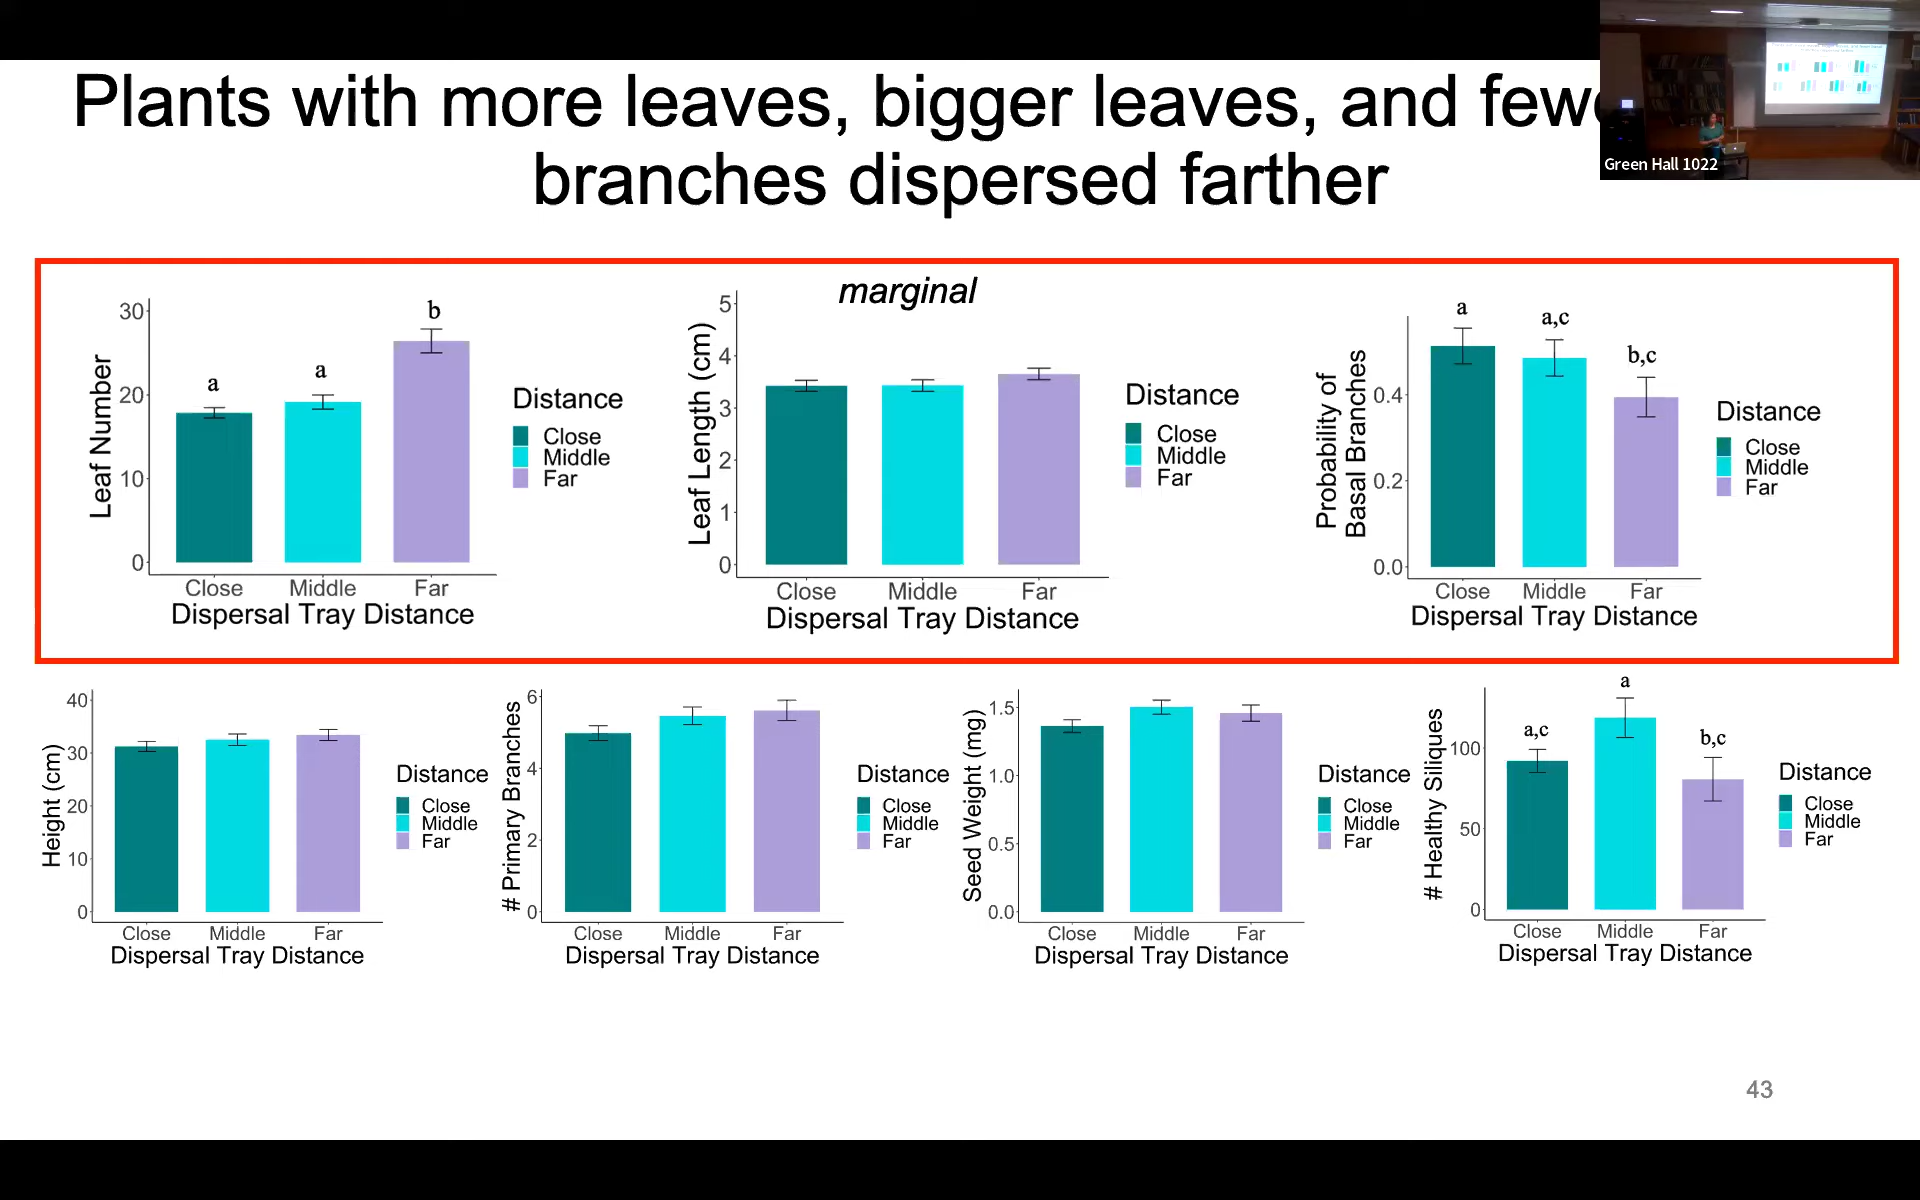 Plants with more leaves, bigger leaves, and
branches dispersed farther
Green Hall 1022
marginal
30
20
10
0
Leaf Number
a
a
b
Close
Middle
Far
Dispersal Tray Distance
Distance
Close
Middle
Far
5
4
3
2
1
0
Leaf Length (cm)
Close
Middle
Far
Dispersal Tray Distance
Distance
Close
Middle
Far
0.4
0.2
0.0
Probability of
Basal Branches
a
a,c
b,c
Close
Middle
Far
Dispersal Tray Distance
Distance
Close
Middle
Far
40
30
20
10
0
Height (cm)
Close
Middle
Far
Dispersal Tray Distance
Distance
Close
Middle
Far
6
4
2
0
# Primary Branches
Close
Middle
Far
Dispersal Tray Distance
Distance
Close
Middle
Far
1.5
1.0
0.5
0.0
Seed Weight (mg)
Close
Middle
Far
Dispersal Tray Distance
Distance
Close
Middle
Far
100
50
0
# Healthy Siliques
a,c
a
b,c
Close
Middle
Far
Dispersal Tray Distance
Distance
Close
Middle
Far
43